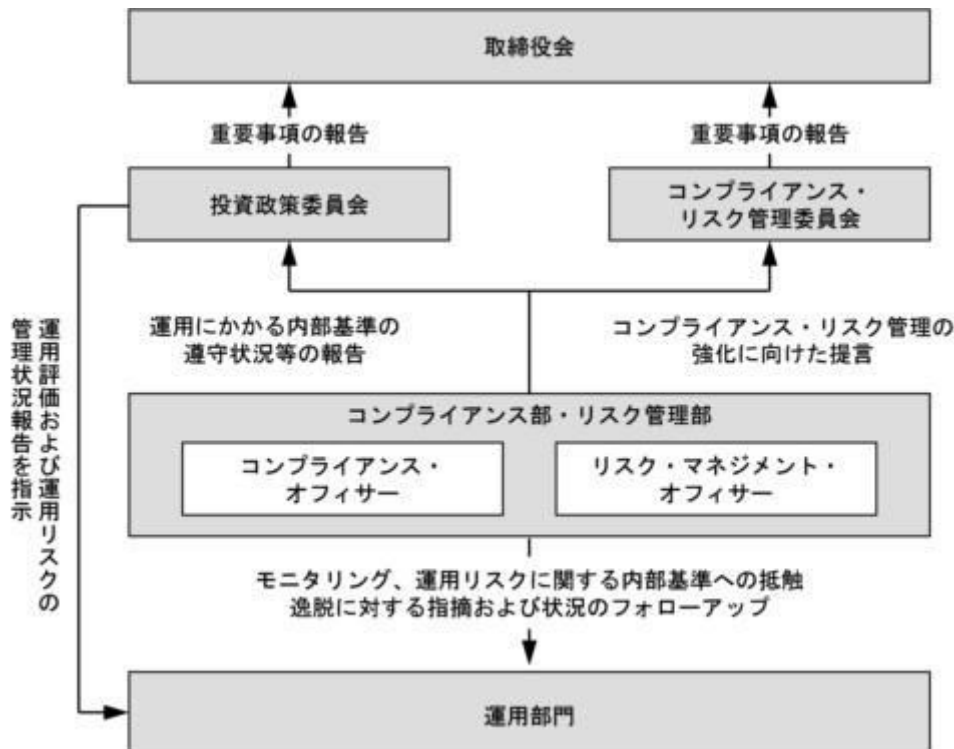 取締役会
重要事項の報告
重要事項の報告
投資政策委員会
コンプライアンス・
リスク管理委員会
運用にかかる内部基準の
遵守状況等の報告
コンプライアンス・リスク管理の
強化に向けた提言
運用評価および運用リスクの
管理状況報告を指示
コンプライアンス部・リスク管理部
コンプライアンス・
オフィサー
リスク・マネジメント・
オフィサー
モニタリング、運用リスクに関する内部基準への抵触
逸脱に対する指摘および状況のフォローアップ
運用部門